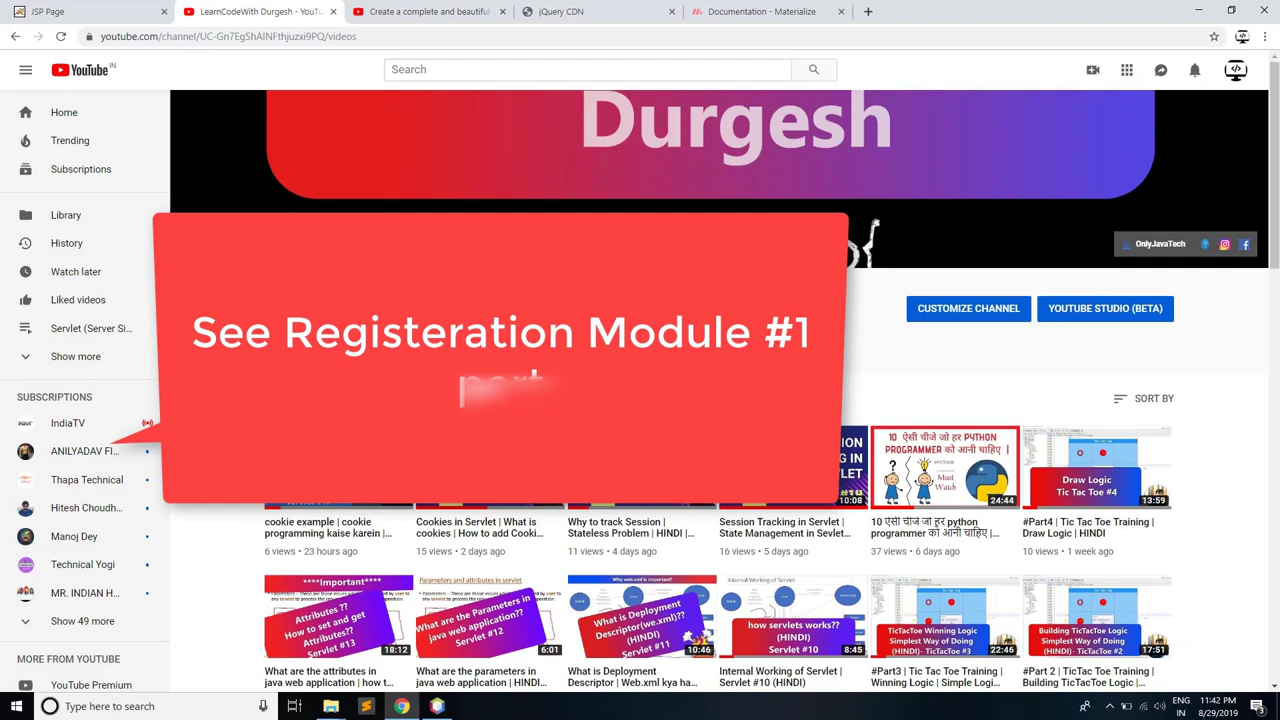 JSP Page
LearnCodeWith Durgesh - YouTu
Create a complete and beautiful
jQuery CDN
Documentation - Materialize
youtube.com/channel/UC-Gn7EgShAINFthjuzxi9PQ/videos
YouTube IN
Search
Home
Trending
Subscriptions
Library
History
Watch later
Liked videos
Servlet (Server Si...
Show more
SUBSCRIPTIONS
IndiaTV
ANILYADAV FI...
Thapa Technical
Hitesh Choudh...
Manoj Dey
Technical Yogi
MR. INDIAN H...
Show 49 more
MORE FROM YOUTUBE
YouTube Premium
Durgesh
OnlyJavaTech
CUSTOMIZE CHANNEL
YOUTUBE STUDIO (BETA)
See Registeration Module #1
part
SORT BY
10:08
10 ऐसी चीजे जो हर PYTHON
PROGRAMMER को आनी चाहिए |
Must
Watch
24:44
Tic Tac Toe
Draw Logic
Tic Tac Toe #4
13:59
cookie example | cookie
programming kaise karein |...
6 views • 23 hours ago
Cookies in Servlet | What is
cookies | How to add Cooki...
15 views • 2 days ago
Why to track Session |
Stateless Problem | HINDI |...
11 views • 4 days ago
Session Tracking in Servlet |
State Management in Sevlet...
16 views • 5 days ago
10 ऐसी चीजें जो हर python
programmer को आनी चाहिए |...
37 views • 6 days ago
#Part4 | Tic Tac Toe Training |
Draw Logic | HINDI
10 views • 1 week ago
****Important****
Attributes ??
How to set and get
Attributes??
Servlet #13
18:12
Parameters and attributes in servlet
What are the Parameters in
java web application??
Servlet #12
6:01
Why web.xml is important?
What is Deployment
Descriptor(we.xml)??
(HINDI)
Servlet #11
10:46
Internal Working of Servlet
how servlets works??
(HINDI)
Servlet #10
8:45
TicTacToe Winning Logic
Simplest Way of Doing
(HINDI)- TicTacToe #3
22:46
Building TicTacToe Logic
Simplest Way of Doing
(HINDI)- TicTacToe #2
17:51
What are the attributes in
java web application | how t...
What are the parameters in
java web application | HINDI...
What is Deployment
Descriptor | Web.xml kya ha...
Internal Working of Servlet |
Servlet #10 (HINDI)
#Part3 | TicTacToe Training |
Winning Logic | Simple Logi...
#Part 2 | TicTacToe Training |
Building TicTacToe Logic |...
Type here to search
ENG
IN
11:42 PM
8/29/2019
3